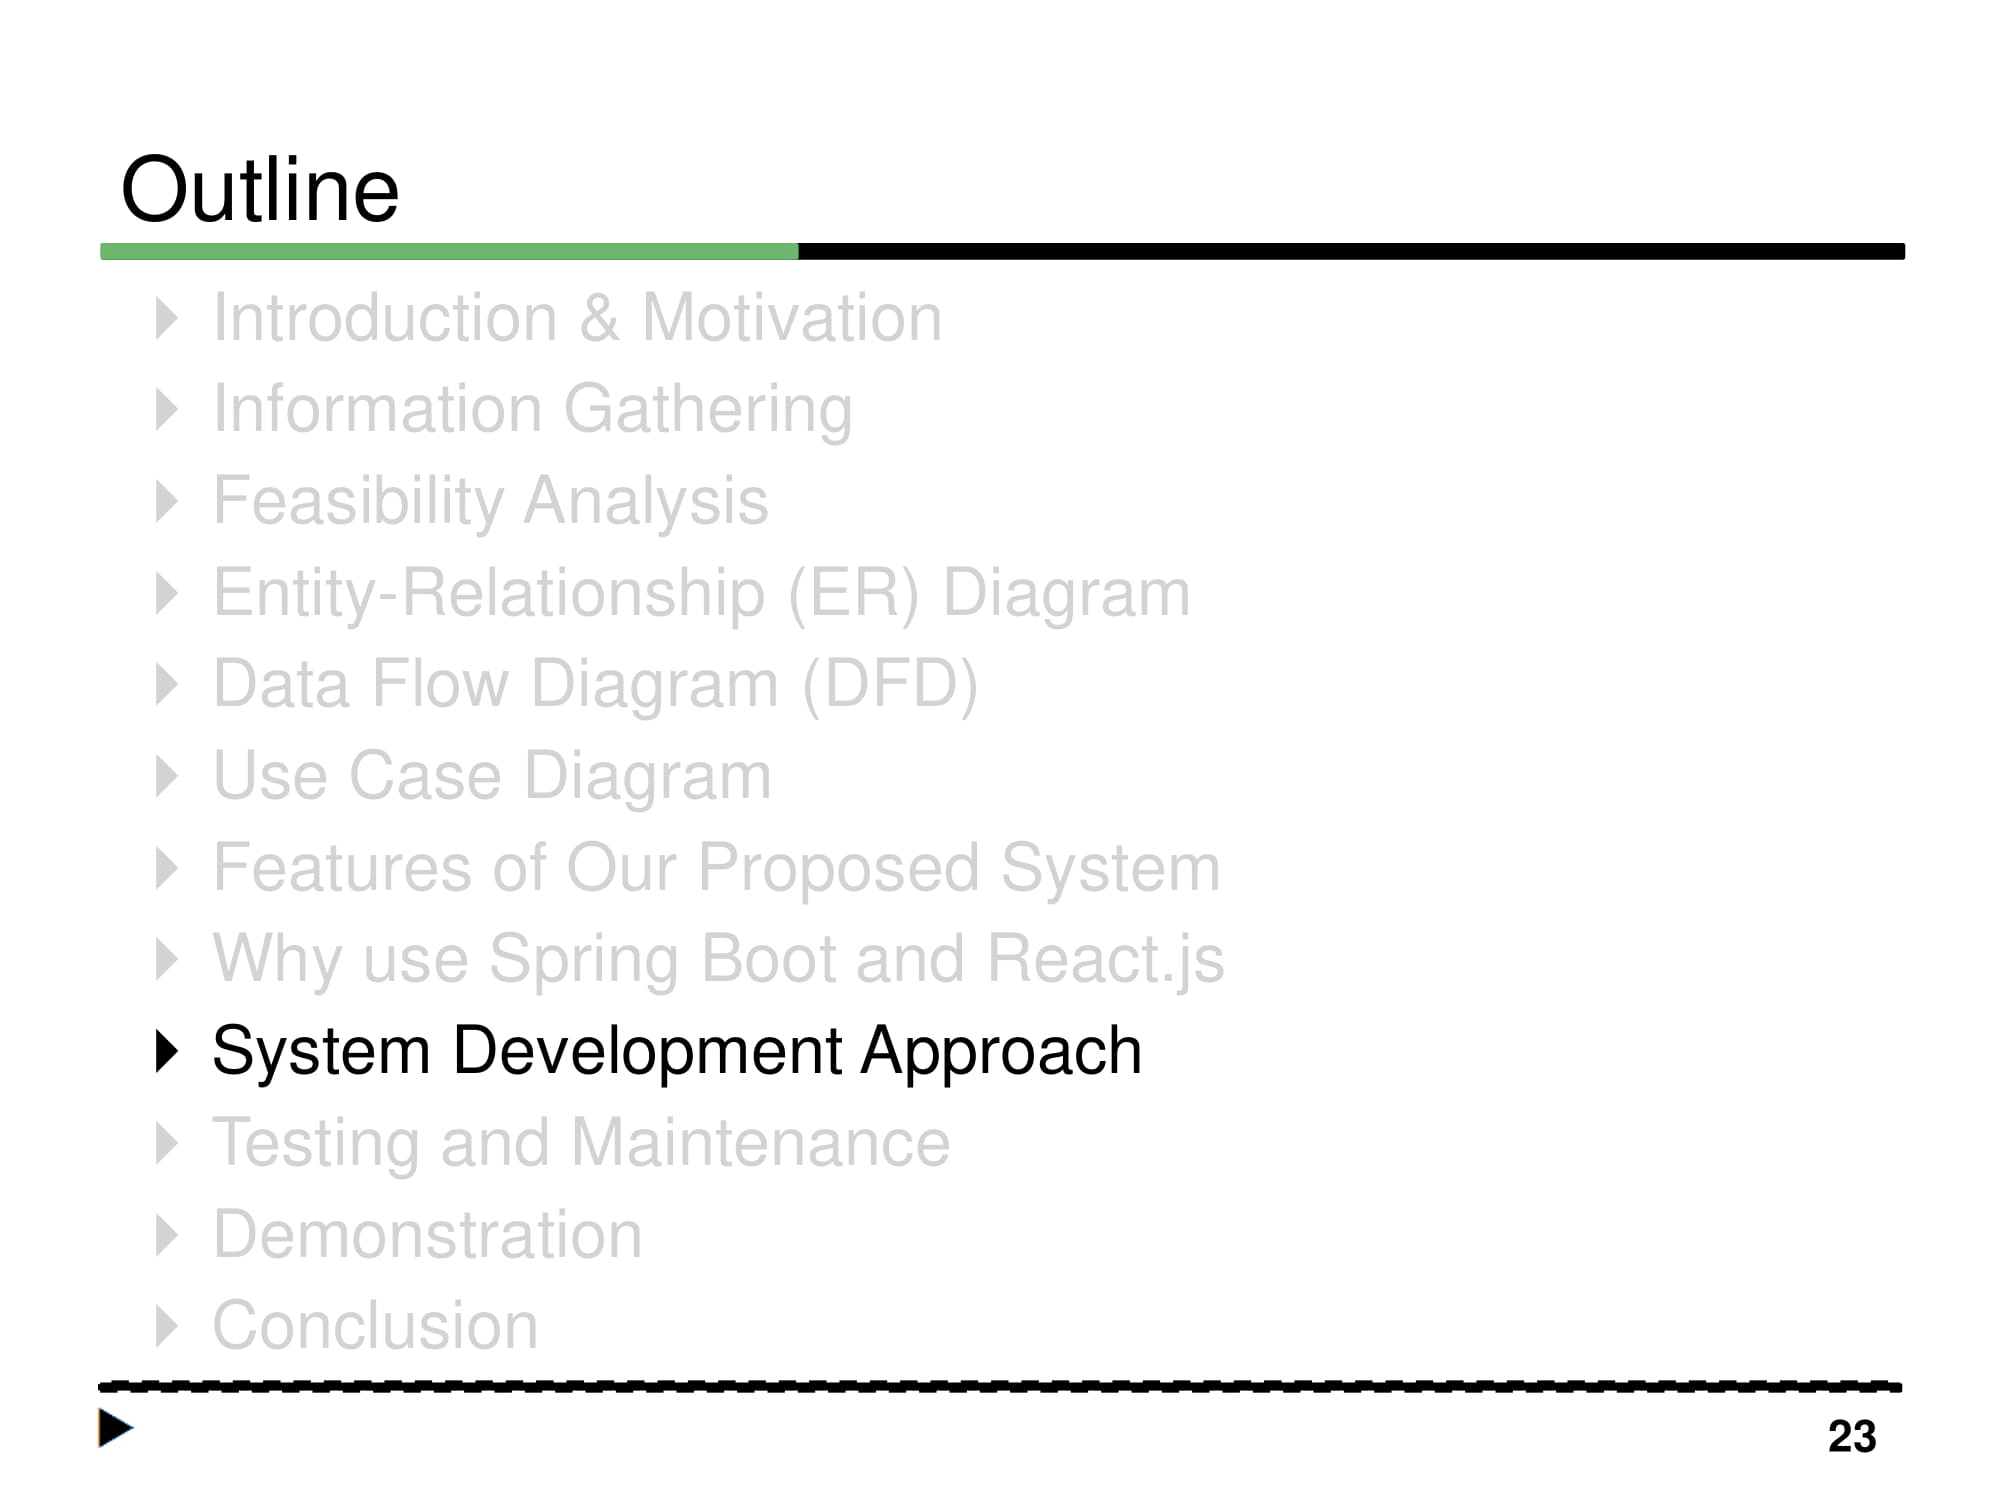 Outline
Introduction & Motivation
Information Gathering
Feasibility Analysis
Entity-Relationship (ER) Diagram
Data Flow Diagram (DFD)
Use Case Diagram
Features of Our Proposed System
Why use Spring Boot and React.js
System Development Approach
Testing and Maintenance
Demonstration
Conclusion
23